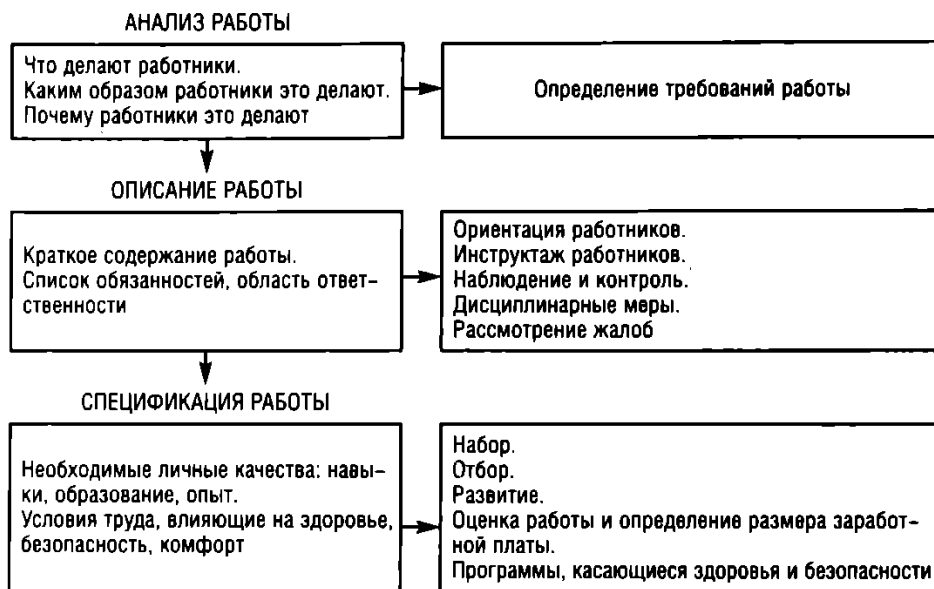 АНАЛИЗ РАБОТЫ
Что делают работники.
Каким образом работники это делают.
Почему работники это делают
Определение требований работы
ОПИСАНИЕ РАБОТЫ
Краткое содержание работы.
Список обязанностей, область ответ-
ственности
Ориентация работников.
Инструктаж работников.
Наблюдение и контроль.
Дисциплинарные меры.
Рассмотрение жалоб
СПЕЦИФИКАЦИЯ РАБОТЫ
Необходимые личные качества: навы-
ки, образование, опыт.
Условия труда, влияющие на здоровье,
безопасность, комфорт
Набор.
Отбор.
Развитие.
Оценка работы и определение размера заработ-
ной платы.
Программы, касающиеся здоровья и безопасности